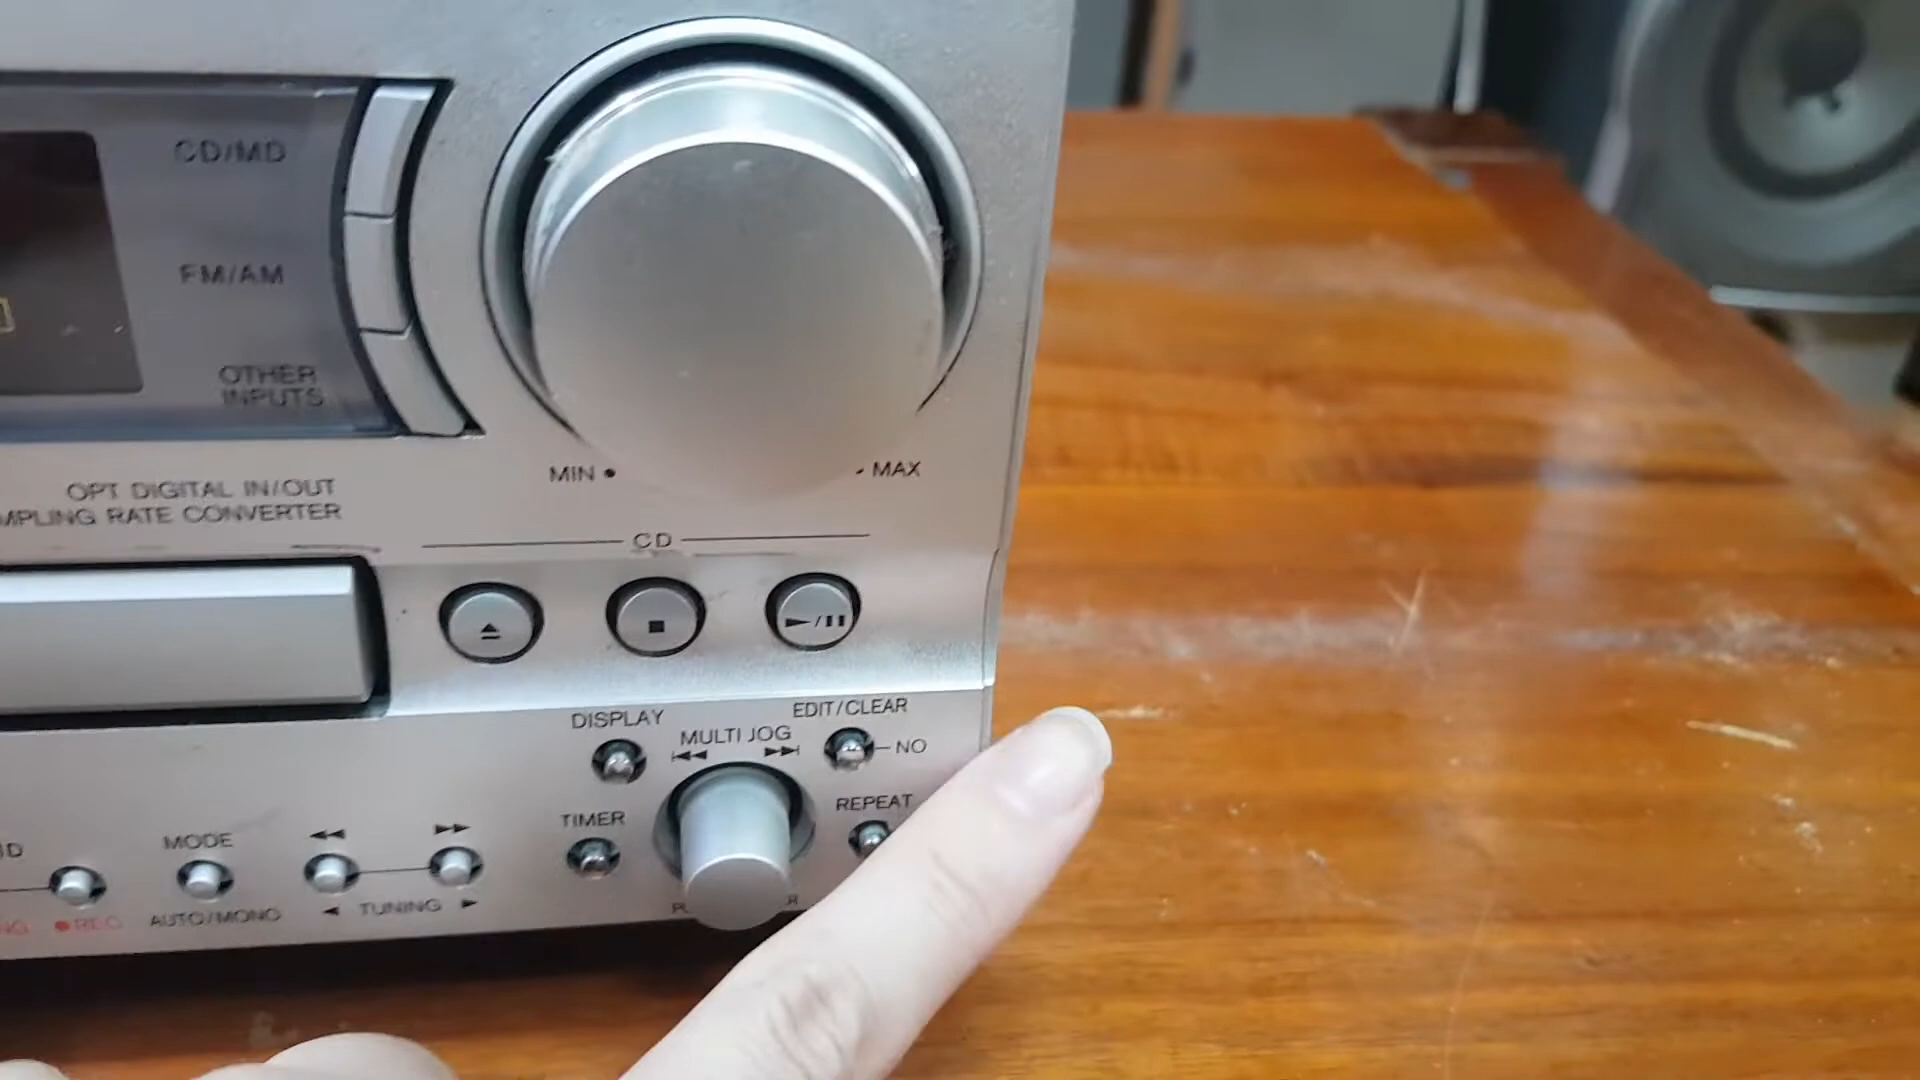 CD/MD
FM/AM
OTHER
INPUTS
MIN
MAX
OPT DIGITAL IN/OUT
RATE CONVERTER
CD
DISPLAY
MULTI JOG
EDIT/CLEAR
NO
TIMER
REPEAT
MODE
AUTO/MONO
TUNING
REC